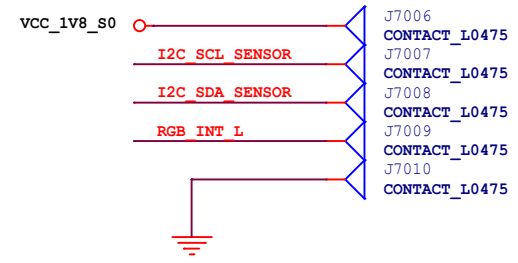 VCC_1V8_S0
J7006
CONTACT_L0475
I2C_SCL_SENSOR
J7007
CONTACT_L0475
I2C_SDA_SENSOR
J7008
CONTACT_L0475
RGB_INT_L
J7009
CONTACT_L0475
J7010
CONTACT_L0475